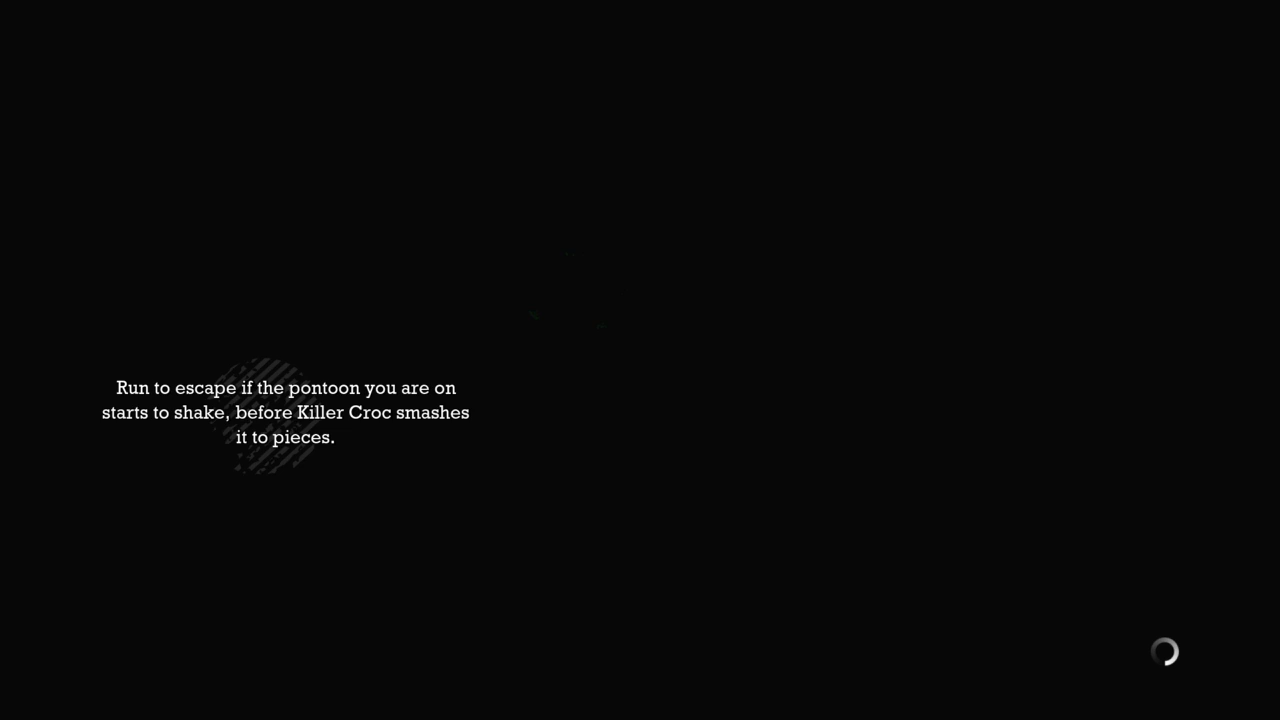 Run to escape if the pontoon you are on
starts to shake, before Killer Croc smashes
it to pieces.